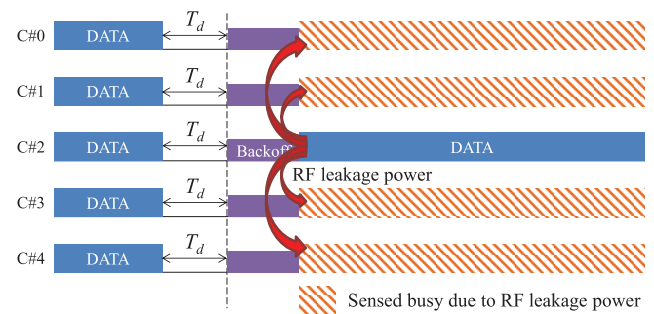 C#0 DATA T_d
C#1 DATA T_d
C#2 DATA T_d Backoff DATA
RF leakage power
C#3 DATA T_d
C#4 DATA T_d
Sensed busy due to RF leakage power